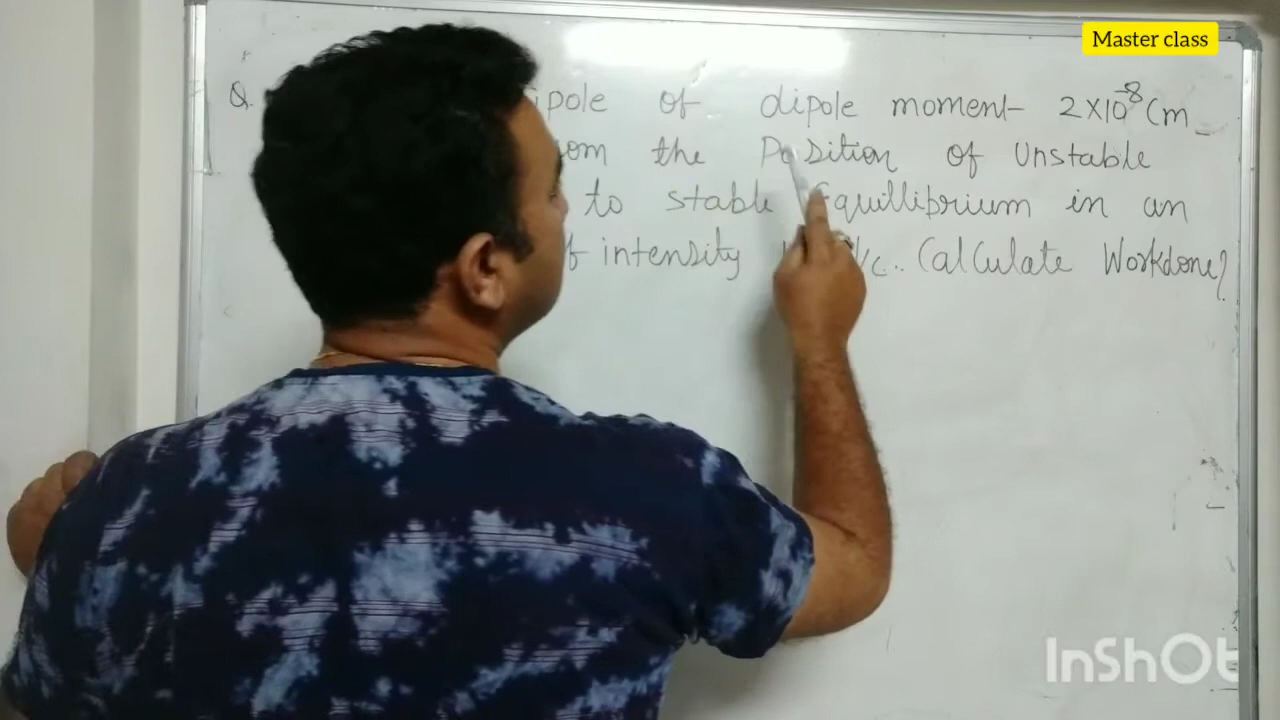 Master class
Q. ipole of dipole moment 2×10⁻⁸ Cm
om the Position of Unstable
to stable Equillibrium in an
f intensity /c.. Calculate Workdone?
InShOt